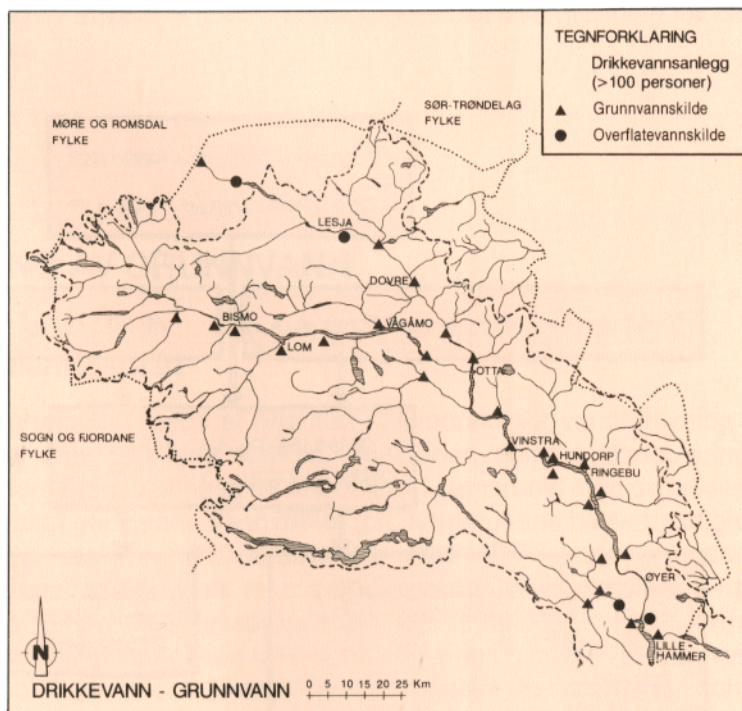 TEGNFORKLARING
Drikkevannsanlegg
(>100 personer)
Grunnvannskilde
Overflatevannskilde
SØR-TRØNDELAG
FYLKE
MØRE OG ROMSDAL
FYLKE
LESJA
DOVRE
BISMO
VÅGÅMO
LOM
OTTA
SOGN OG FJORDANE
FYLKE
VINSTRA
HUNDORP
RINGEBU
ØYER
LILLE-
HAMMER
N
DRIKKEVANN - GRUNNVANN
0 5 10 15 20 25 Km